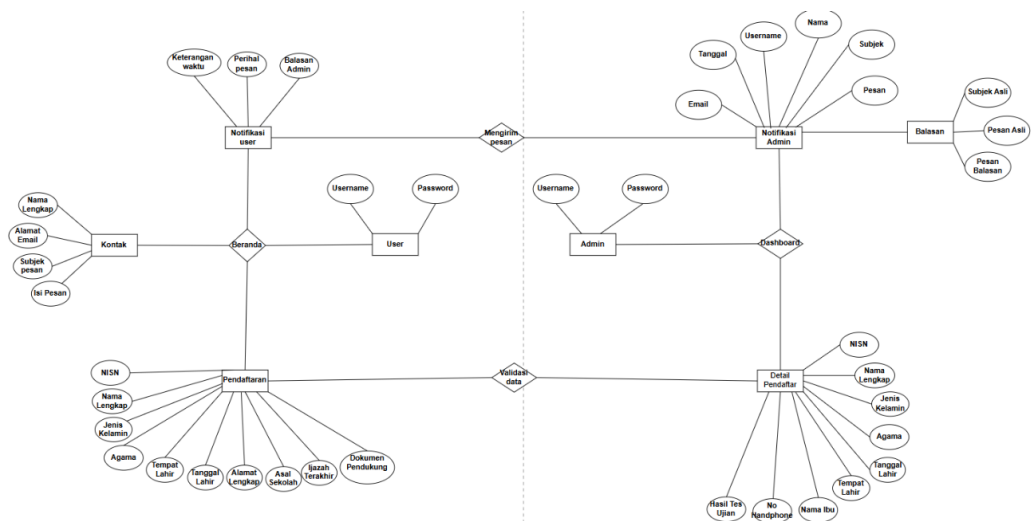 Keterangan
waktu
Perihal
pesan
Balasan
Admin
Notifikasi
user
Mengirim
pesan
Tanggal
Username
Nama
Subjek
Email
Pesan
Notifikasi
Admin
Balasan
Subjek Asli
Pesan Asli
Pesan
Balasan
Nama
Lengkap
Alamat
Email
Subjek
pesan
Isi Pesan
Kontak
Beranda
Username
Password
User
Username
Password
Admin
Dashboard
NISN
Nama
Lengkap
Jenis
Kelamin
Agama
Tempat
Lahir
Tanggal
Lahir
Alamat
Lengkap
Asal
Sekolah
Ijazah
Terakhir
Dokumen
Pendukung
Pendaftaran
Validasi
data
Detail
Pendaftar
NISN
Nama
Lengkap
Jenis
Kelamin
Agama
Tanggal
Lahir
Tempat
Lahir
Nama Ibu
No
Handphone
Hasil Tes
Ujian